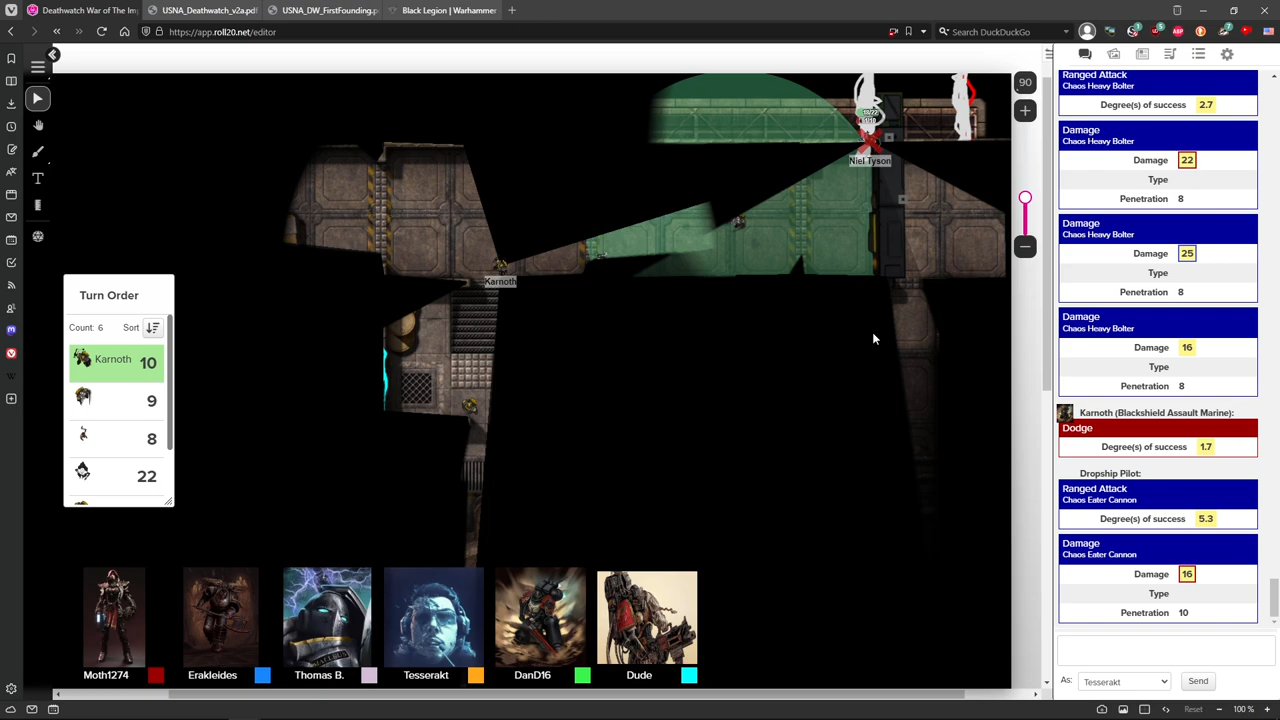 Deathwatch War of The Imp
USNA_Deathwatch_v2a.pdf
USNA_DW_FirstFounding.p
Black Legion | Warhammer
https://app.roll20.net/editor
Search DuckDuckGo
90
Niel Tyson
Karnoth
Turn Order
Count: 6 Sort
Karnoth 10
9
8
22
Moth1274
Erakleides
Thomas B.
Tesserakt
DanD16
Dude
Ranged Attack
Chaos Heavy Bolter
Degree(s) of success 2.7
Damage
Chaos Heavy Bolter
Damage 22
Type
Penetration 8
Damage
Chaos Heavy Bolter
Damage 25
Type
Penetration 8
Damage
Chaos Heavy Bolter
Damage 16
Type
Penetration 8
Karnoth (Blackshield Assault Marine):
Dodge
Degree(s) of success 1.7
Dropship Pilot:
Ranged Attack
Chaos Eater Cannon
Degree(s) of success 5.3
Damage
Chaos Eater Cannon
Damage 16
Type
Penetration 10
As: Tesserakt Send
Reset 100 %